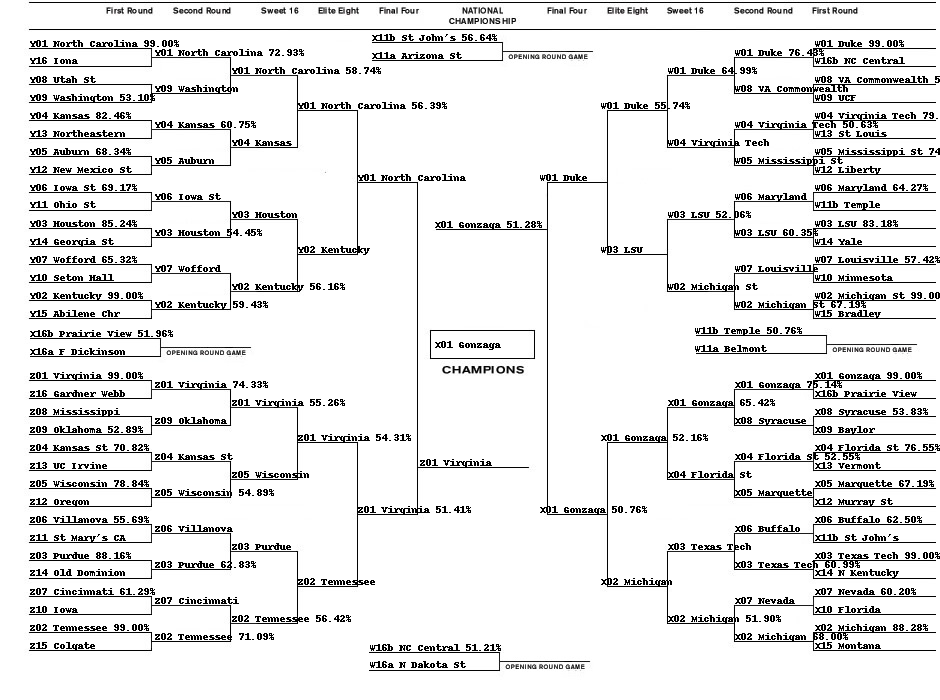 First Round Second Round Sweet 16 Elite Eight Final Four NATIONAL CHAMPIONSHIP Final Four Elite Eight Sweet 16 Second Round First Round
X11b St John's 56.64%
X11a Arizona St
OPENING ROUND GAME
Y01 North Carolina 99.00%
Y16 Iona
Y08 Utah St
Y09 Washington 53.10%
Y04 Kansas 82.46%
Y13 Northeastern
Y05 Auburn 68.34%
Y12 New Mexico St
Y06 Iowa St 69.17%
Y11 Ohio St
Y03 Houston 85.24%
Y14 Georgia St
Y07 Wofford 65.32%
Y10 Seton Hall
Y02 Kentucky 99.00%
Y15 Abilene Chr
Y01 North Carolina 72.93%
Y09 Washington
Y04 Kansas 60.75%
Y05 Auburn
Y06 Iowa St
Y03 Houston 54.45%
Y07 Wofford
Y02 Kentucky 59.43%
Y01 North Carolina 58.74%
Y04 Kansas
Y03 Houston
Y02 Kentucky 56.16%
Y01 North Carolina 56.39%
Y02 Kentucky
Y01 North Carolina
X16b Prairie View 51.96%
X16a F Dickinson
OPENING ROUND GAME
Z01 Virginia 99.00%
Z16 Gardner Webb
Z08 Mississippi
Z09 Oklahoma 52.89%
Z04 Kansas St 70.82%
Z13 UC Irvine
Z05 Wisconsin 78.84%
Z12 Oregon
Z06 Villanova 55.69%
Z11 St Mary's CA
Z03 Purdue 88.16%
Z14 Old Dominion
Z07 Cincinnati 61.29%
Z10 Iowa
Z02 Tennessee 99.00%
Z15 Colgate
Z01 Virginia 74.33%
Z09 Oklahoma
Z04 Kansas St
Z05 Wisconsin 54.89%
Z06 Villanova
Z03 Purdue 62.83%
Z07 Cincinnati
Z02 Tennessee 71.09%
Z01 Virginia 55.26%
Z05 Wisconsin
Z03 Purdue
Z02 Tennessee 56.42%
Z01 Virginia 54.31%
Z02 Tennessee
Z01 Virginia 51.41%
Z01 Virginia
X01 Gonzaga 51.28%
X01 Gonzaga
CHAMPIONS
W01 Duke
X01 Gonzaga 50.76%
W01 Duke 55.74%
W03 LSU
W01 Duke 64.99%
W04 Virginia Tech
W03 LSU 52.06%
W02 Michigan St
W01 Duke 76.43%
W08 VA Commonwealth
W04 Virginia Tech 50.63%
W05 Mississippi St
W06 Maryland
W03 LSU 60.35%
W07 Louisville
W02 Michigan St 67.19%
W01 Duke 99.00%
W16b NC Central
W08 VA Commonwealth 5
W09 UCF
W04 Virginia Tech 79.
W13 St Louis
W05 Mississippi St 74
W12 Liberty
W06 Maryland 64.27%
W11b Temple
W03 LSU 83.18%
W14 Yale
W07 Louisville 57.42%
W10 Minnesota
W02 Michigan St 99.00
W15 Bradley
W11b Temple 50.76%
W11a Belmont
OPENING ROUND GAME
X01 Gonzaga 52.16%
X02 Michigan
X01 Gonzaga 65.42%
X04 Florida St
X03 Texas Tech
X02 Michigan 51.90%
X01 Gonzaga 75.14%
X08 Syracuse
X04 Florida St 52.55%
X05 Marquette
X06 Buffalo
X03 Texas Tech 60.99%
X07 Nevada
X02 Michigan 68.00%
X01 Gonzaga 99.00%
X16b Prairie View
X08 Syracuse 53.83%
X09 Baylor
X04 Florida St 76.55%
X13 Vermont
X05 Marquette 67.19%
X12 Murray St
X06 Buffalo 62.50%
X11b St John's
X03 Texas Tech 99.00%
X14 N Kentucky
X07 Nevada 60.20%
X10 Florida
X02 Michigan 88.28%
X15 Montana
W16b NC Central 51.21%
W16a N Dakota St
OPENING ROUND GAME